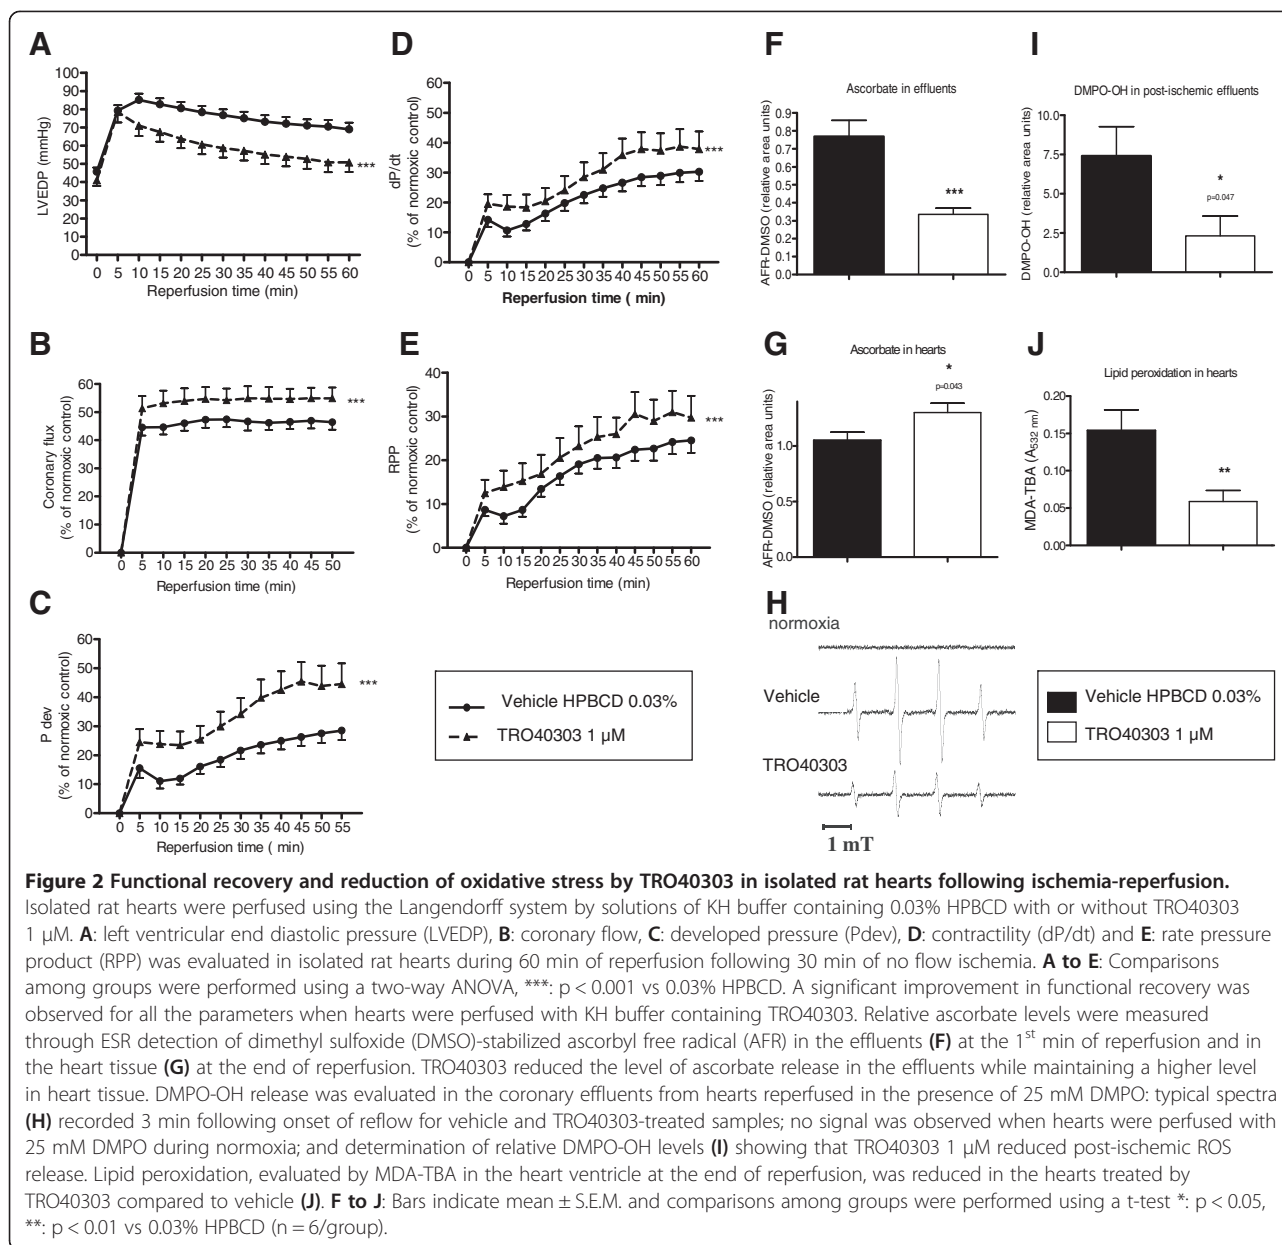 A
LVEDP (mmHg)
100
90
80
70
60
50
40
30
20
10
0
***
0 5 10 15 20 25 30 35 40 45 50 55 60
Reperfusion time (min)
D
dP/dt
(% of normoxic control)
60
50
40
30
20
10
0
***
0 5 10 15 20 25 30 35 40 45 50 55 60
Reperfusion time ( min)
F
Ascorbate in effluents
AFR-DMSO (relative area units)
0.9
0.8
0.7
0.6
0.5
0.4
0.3
0.2
0.1
0.0
***
I
DMPO-OH in post-ischemic effluents
DMPO-OH (relative area units)
10.0
7.5
5.0
2.5
0.0
*
p=0.047
B
Coronary flux
(% of normoxic control)
60
50
40
30
20
10
0
***
0 5 10 15 20 25 30 35 40 45 50
Reperfusion time (min)
E
RPP
(% of normoxic control)
40
30
20
10
0
***
0 5 10 15 20 25 30 35 40 45 50 55 60
Reperfusion time (min)
G
Ascorbate in hearts
AFR-DMSO (relative area units)
1.0
0.5
0.0
*
p=0.043
J
Lipid peroxidation in hearts
MDA-TBA (A532 nm)
0.20
0.15
0.10
0.05
0.00
**
C
P dev
(% of normoxic control)
60
50
40
30
20
10
0
***
0 5 10 15 20 25 30 35 40 45 50 55
Reperfusion time ( min)
Vehicle HPBCD 0.03%
TRO40303 1 µM
H
normoxia
Vehicle
TRO40303
1 mT
Vehicle HPBCD 0.03%
TRO40303 1 µM
Figure 2 Functional recovery and reduction of oxidative stress by TRO40303 in isolated rat hearts following ischemia-reperfusion.
Isolated rat hearts were perfused using the Langendorff system by solutions of KH buffer containing 0.03% HPBCD with or without TRO40303
1 µM. A: left ventricular end diastolic pressure (LVEDP), B: coronary flow, C: developed pressure (Pdev), D: contractility (dP/dt) and E: rate pressure
product (RPP) was evaluated in isolated rat hearts during 60 min of reperfusion following 30 min of no flow ischemia. A to E: Comparisons
among groups were performed using a two-way ANOVA, ***: p < 0.001 vs 0.03% HPBCD. A significant improvement in functional recovery was
observed for all the parameters when hearts were perfused with KH buffer containing TRO40303. Relative ascorbate levels were measured
through ESR detection of dimethyl sulfoxide (DMSO)-stabilized ascorbyl free radical (AFR) in the effluents (F) at the 1st min of reperfusion and in
the heart tissue (G) at the end of reperfusion. TRO40303 reduced the level of ascorbate release in the effluents while maintaining a higher level
in heart tissue. DMPO-OH release was evaluated in the coronary effluents from hearts reperfused in the presence of 25 mM DMPO: typical spectra
(H) recorded 3 min following onset of reflow for vehicle and TRO40303-treated samples; no signal was observed when hearts were perfused with
25 mM DMPO during normoxia; and determination of relative DMPO-OH levels (I) showing that TRO40303 1 µM reduced post-ischemic ROS
release. Lipid peroxidation, evaluated by MDA-TBA in the heart ventricle at the end of reperfusion, was reduced in the hearts treated by
TRO40303 compared to vehicle (J). F to J: Bars indicate mean ± S.E.M. and comparisons among groups were performed using a t-test *: p < 0.05,
**: p < 0.01 vs 0.03% HPBCD (n = 6/group).